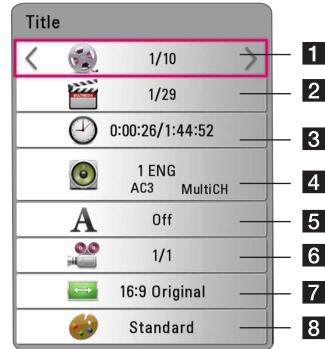 Title
1/10 1
1/29 2
0:00:26/1:44:52 3
1 ENG
AC3 MultiCH 4
A Off 5
1/1 6
16:9 Original 7
Standard 8